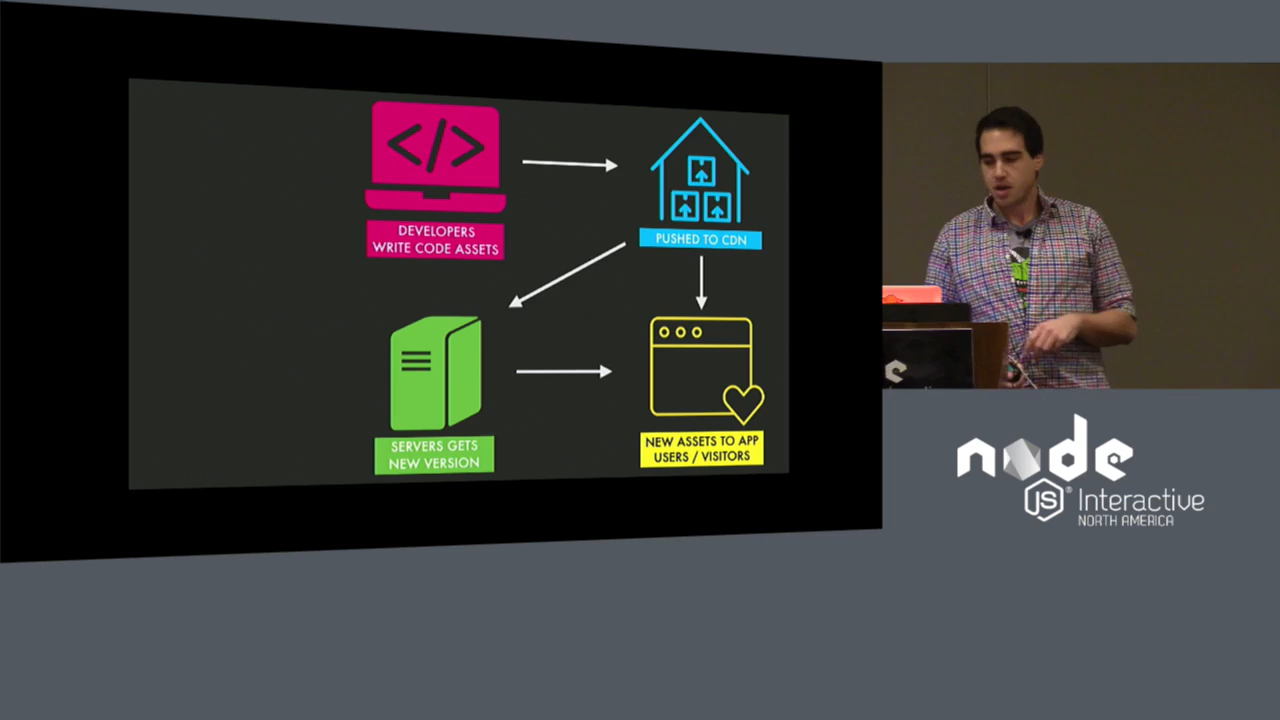 </>
DEVELOPERS
WRITE CODE ASSETS
PUSHED TO CDN
SERVERS GETS
NEW VERSION
NEW ASSETS TO APP
USERS / VISITORS
node
JS® Interactive
NORTH AMERICA